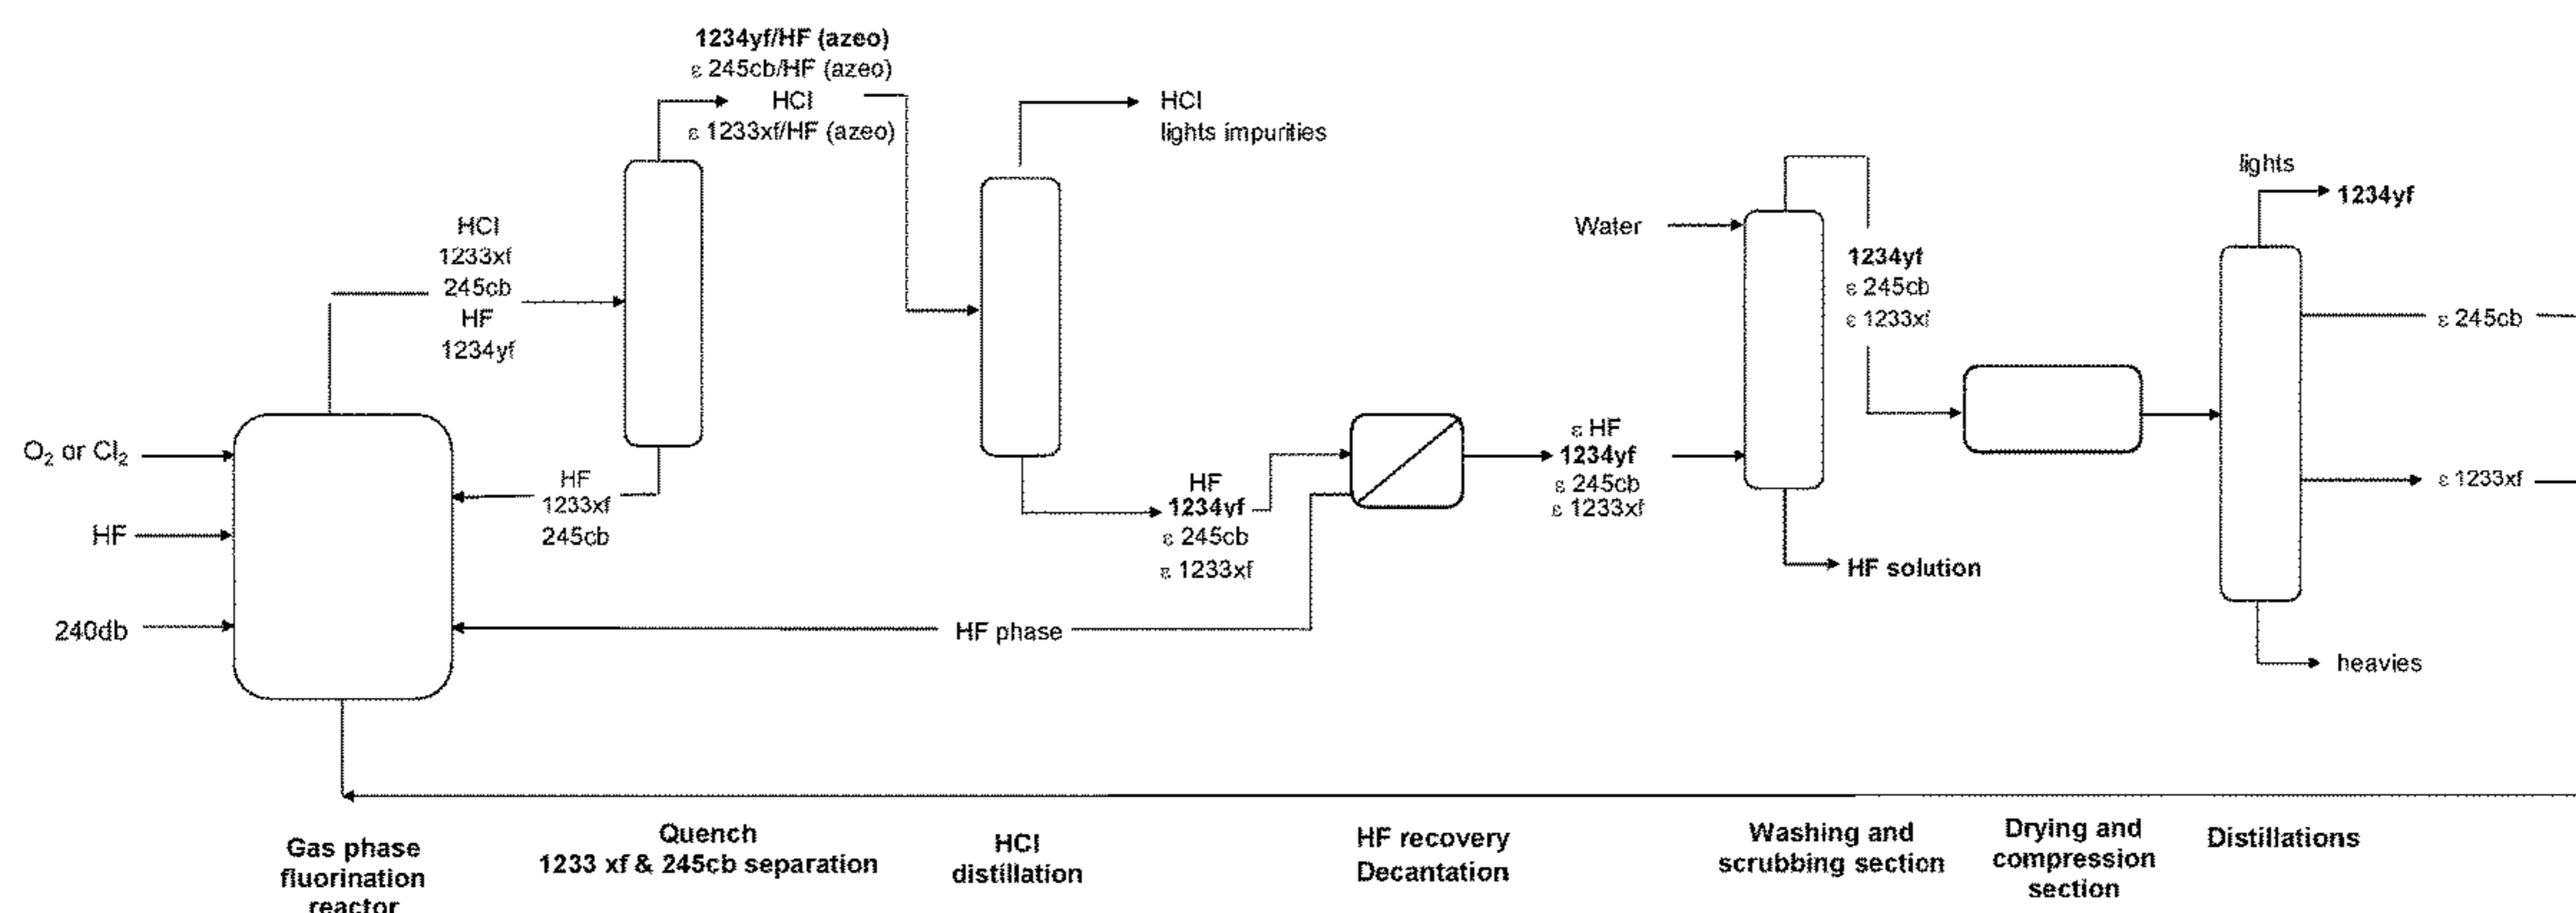 1234yf/HF (azeo)
ε 245cb/HF (azeo)
HCl
ε 1233xf/HF (azeo)
HCl
lights impurities
HCl
1233xf
245cb
HF
1234yf
O₂ or Cl₂
HF
240db
HF
1233xf
245cb
HF
1234yf
ε 245cb
ε 1233xf
HF phase
ε HF
1234yf
ε 245cb
ε 1233xf
Water
1234yf
ε 245cb
ε 1233xf
HF solution
lights
1234yf
ε 245cb
ε 1233xf
heavies
Gas phase
fluorination
reactor
Quench
1233 xf & 245cb separation
HCl
distillation
HF recovery
Decantation
Washing and
scrubbing section
Drying and
compression
section
Distillations